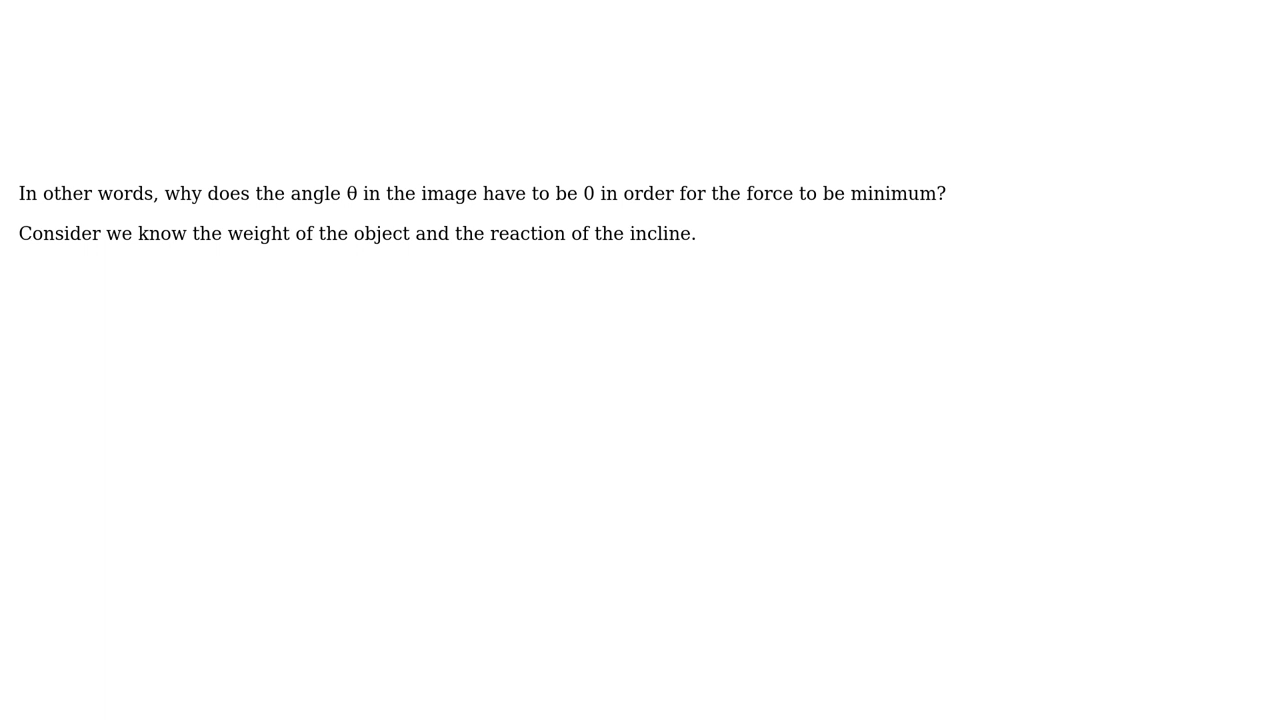 In other words, why does the angle θ in the image have to be 0 in order for the force to be minimum?
Consider we know the weight of the object and the reaction of the incline.